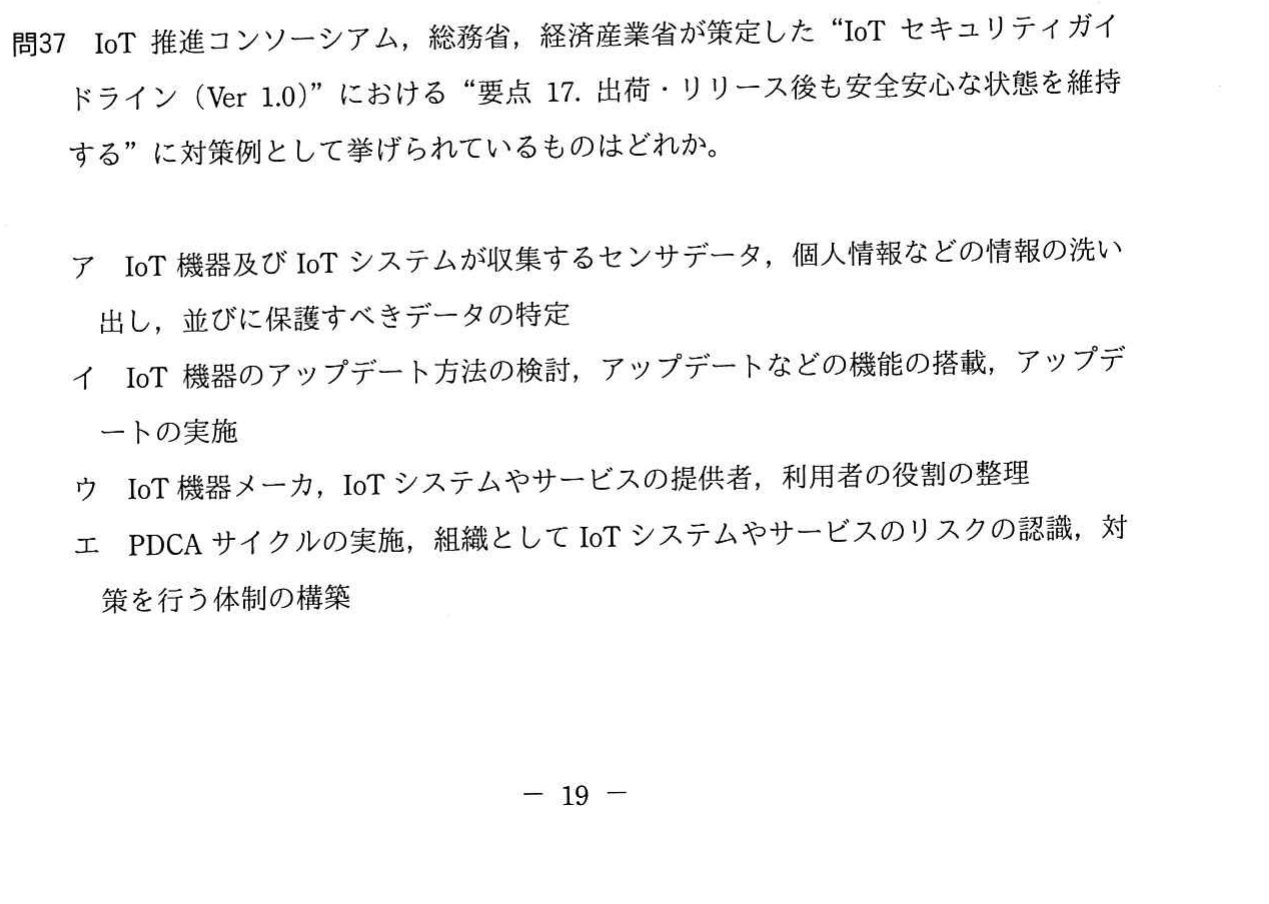 問37 IoT 推進コンソーシアム，総務省，経済産業省が策定した“IoT セキュリティガイ
ドライン（Ver 1.0）”における“要点 17. 出荷・リリース後も安全安心な状態を維持
する”に対策例として挙げられているものはどれか。
ア IoT 機器及び IoT システムが収集するセンサデータ，個人情報などの情報の洗い
出し，並びに保護すべきデータの特定
イ IoT 機器のアップデート方法の検討，アップデートなどの機能の搭載，アップデ
ートの実施
ウ IoT 機器メーカ，IoT システムやサービスの提供者，利用者の役割の整理
エ PDCA サイクルの実施，組織として IoT システムやサービスのリスクの認識，対
策を行う体制の構築
－ 19 －